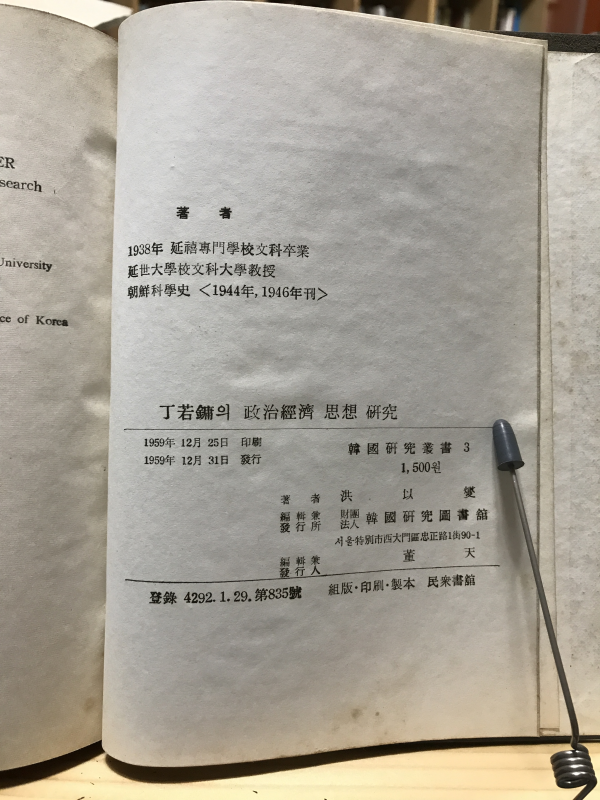 ER
search
University
ce of Korea
著 者
1938年 延禧專門學校文科卒業
延世大學校文科大學敎授
朝鮮科學史 <1944年, 1946年刊>
丁若鏞의 政治經濟 思想 硏究
1959年 12月 25日 印刷
1959年 12月 31日 發行
韓國硏究叢書 3
1,500원
著 者 洪 以 燮
編輯兼 發行所 財團 法人 韓國硏究圖書館
서울特別市西大門區忠正路1街90-1
編輯兼 發行人 董 天
登錄 4292.1.29. 第835號 組版·印刷·製本 民衆書館